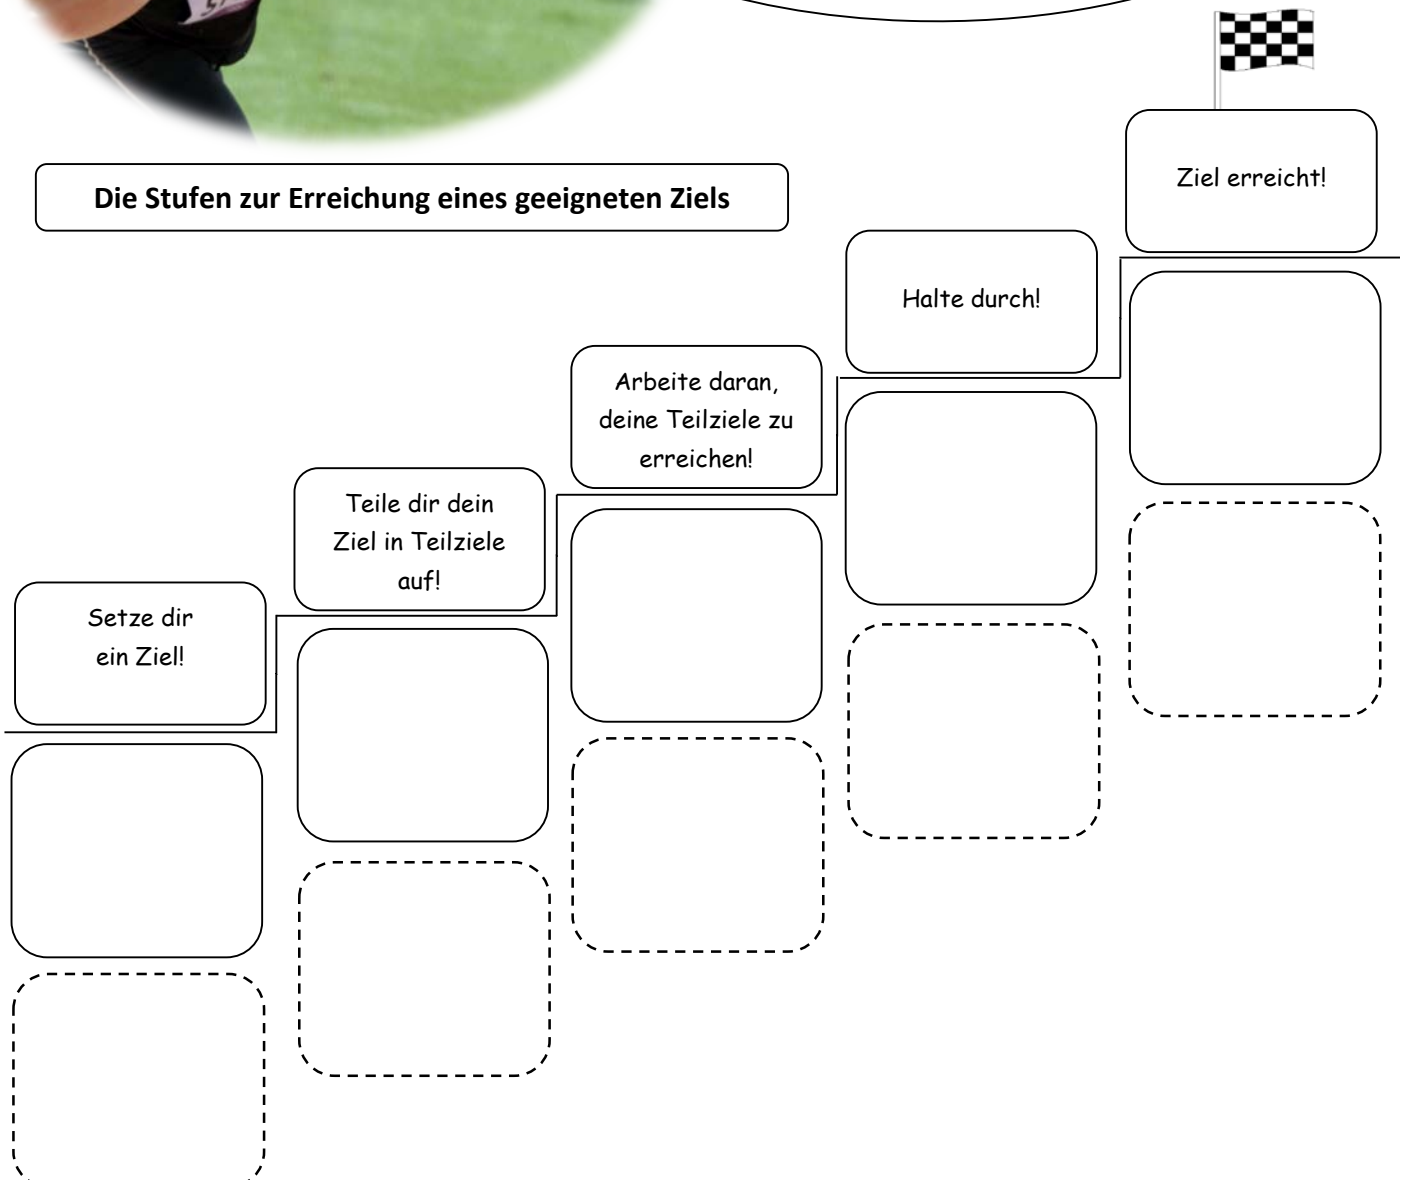 Die Stufen zur Erreichung eines geeigneten Ziels
Setze dir
ein Ziel!
Teile dir dein
Ziel in Teilziele
auf!
Arbeite daran,
deine Teilziele zu
erreichen!
Halte durch!
Ziel erreicht!